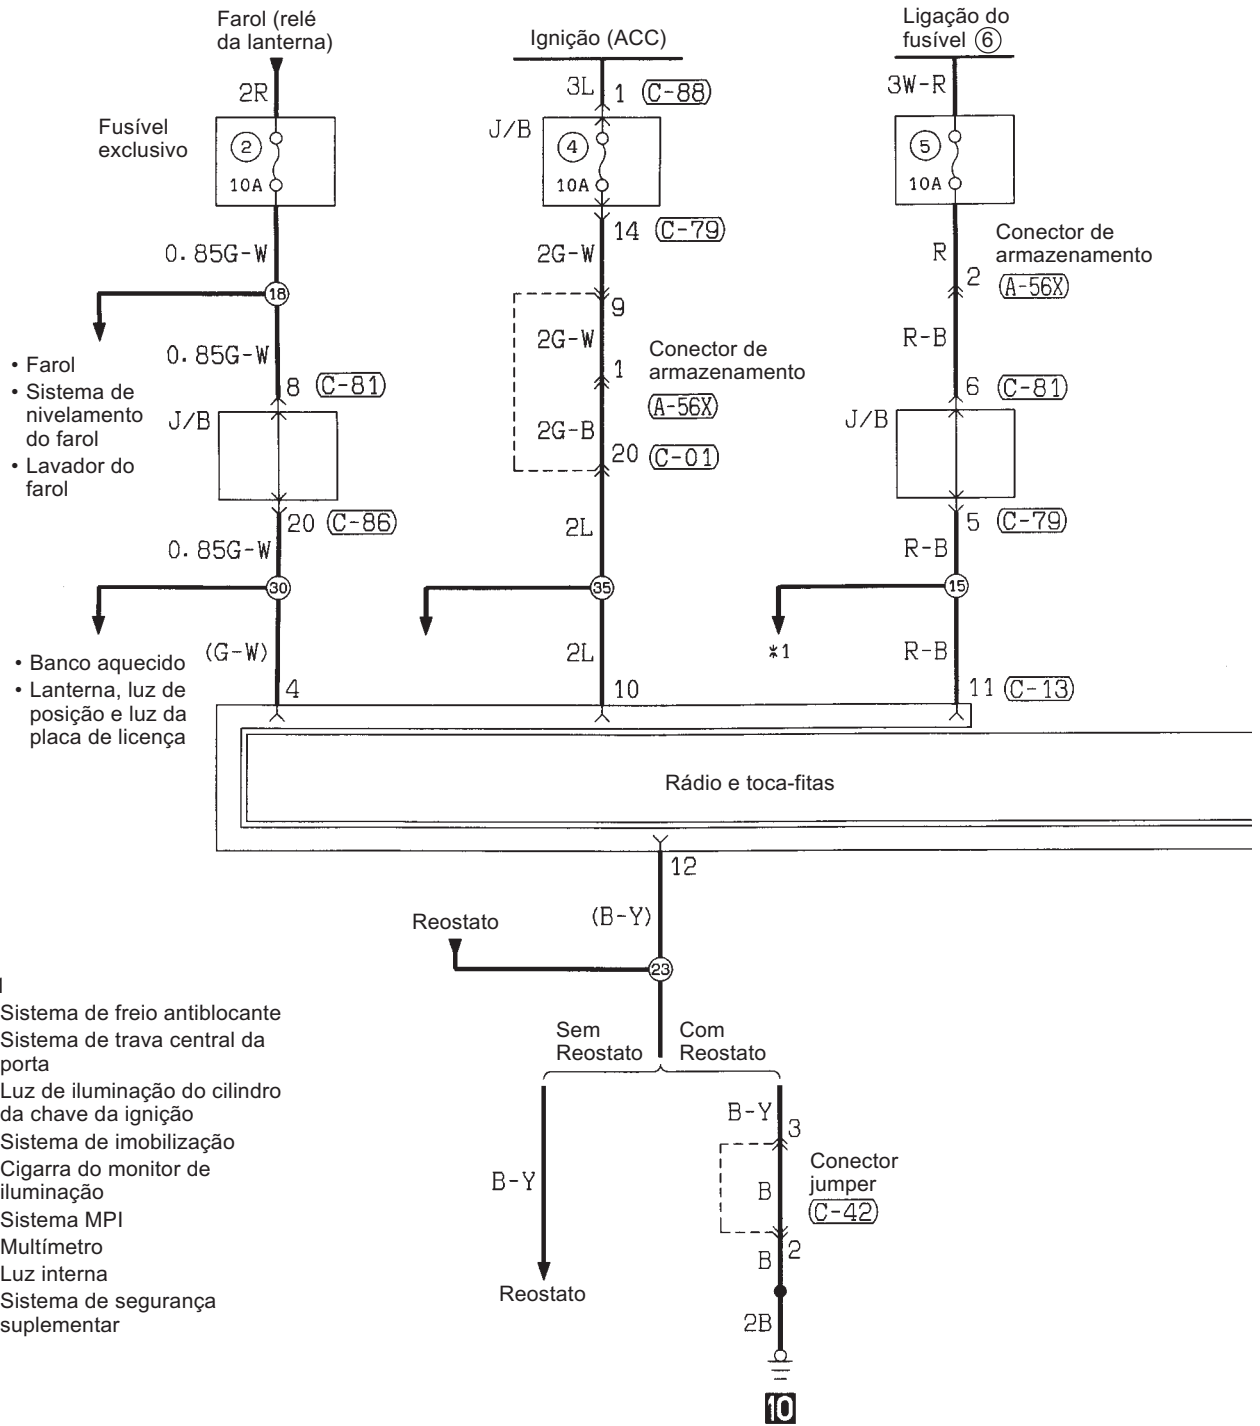 Farol (relé
da lanterna)
Ignição (ACC)
Ligação do
fusível ⑥
2R
3L
1 (C-88)
3W-R
Fusível
exclusivo
J/B
②
10A
④
10A
⑤
10A
14 (C-79)
Conector de
armazenamento
0.85G-W
2G-W
R
2
(A-56X)
18
9
0.85G-W
2G-W
R-B
1
Conector de
armazenamento
(A-56X)
• Farol
• Sistema de
nivelamento
do farol
• Lavador do
farol
8 (C-81)
6 (C-81)
J/B
J/B
2G-B
20 (C-01)
20 (C-86)
5 (C-79)
0.85G-W
2L
R-B
30
35
15
(G-W)
2L
*1
R-B
• Banco aquecido
• Lanterna, luz de
posição e luz da
placa de licença
4
10
11 (C-13)
Rádio e toca-fitas
12
(B-Y)
Reostato
23
Sem
Reostato
Com
Reostato
Sistema de freio antiblocante
Sistema de trava central da
porta
Luz de iluminação do cilindro
da chave da ignição
Sistema de imobilização
Cigarra do monitor de
iluminação
Sistema MPI
Multímetro
Luz interna
Sistema de segurança
suplementar
B-Y
B-Y
3
Conector
jumper
(C-42)
B
2
B
Reostato
2B
10